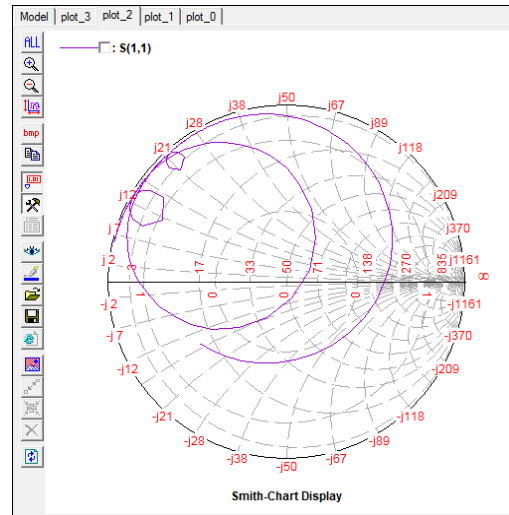 Model plot_3 plot_2 plot_1 plot_0
ALL
: S(1,1)
bmp
j50
j38 j67
j28 j89
j21 j118
j12 j209
j370
j 2 j1161
3 17 33 50 71 138 270 835 ∞
1 0 0 0 1
-j 2 -j1161
-j 7 -j370
-j12 -j209
-j21 -j118
-j28 -j89
-j38 -j67
-j50
Smith-Chart Display